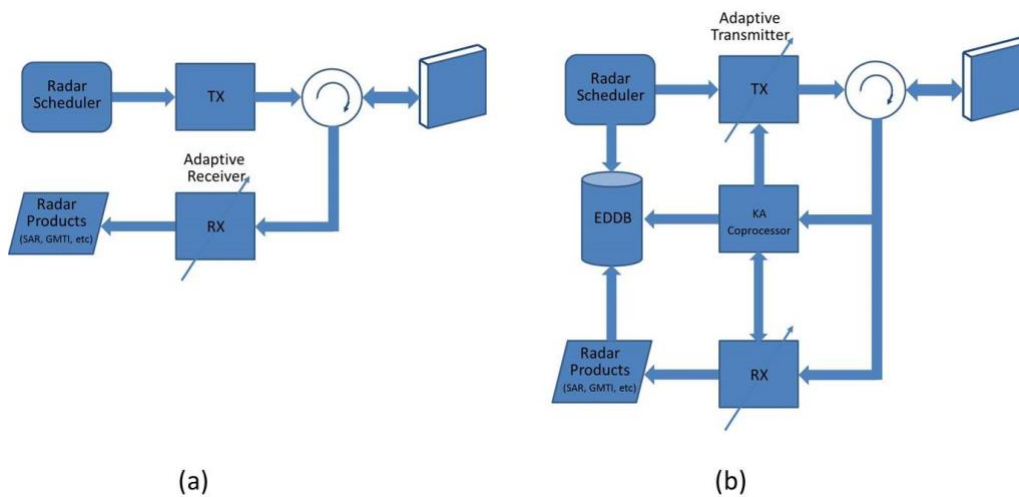 Radar
Scheduler
TX
Adaptive
Receiver
Radar
Products
(SAR, GMTI, etc)
RX
(a)
Adaptive
Transmitter
Radar
Scheduler
TX
EDDB
KA
Coprocessor
Radar
Products
(SAR, GMTI, etc)
RX
(b)